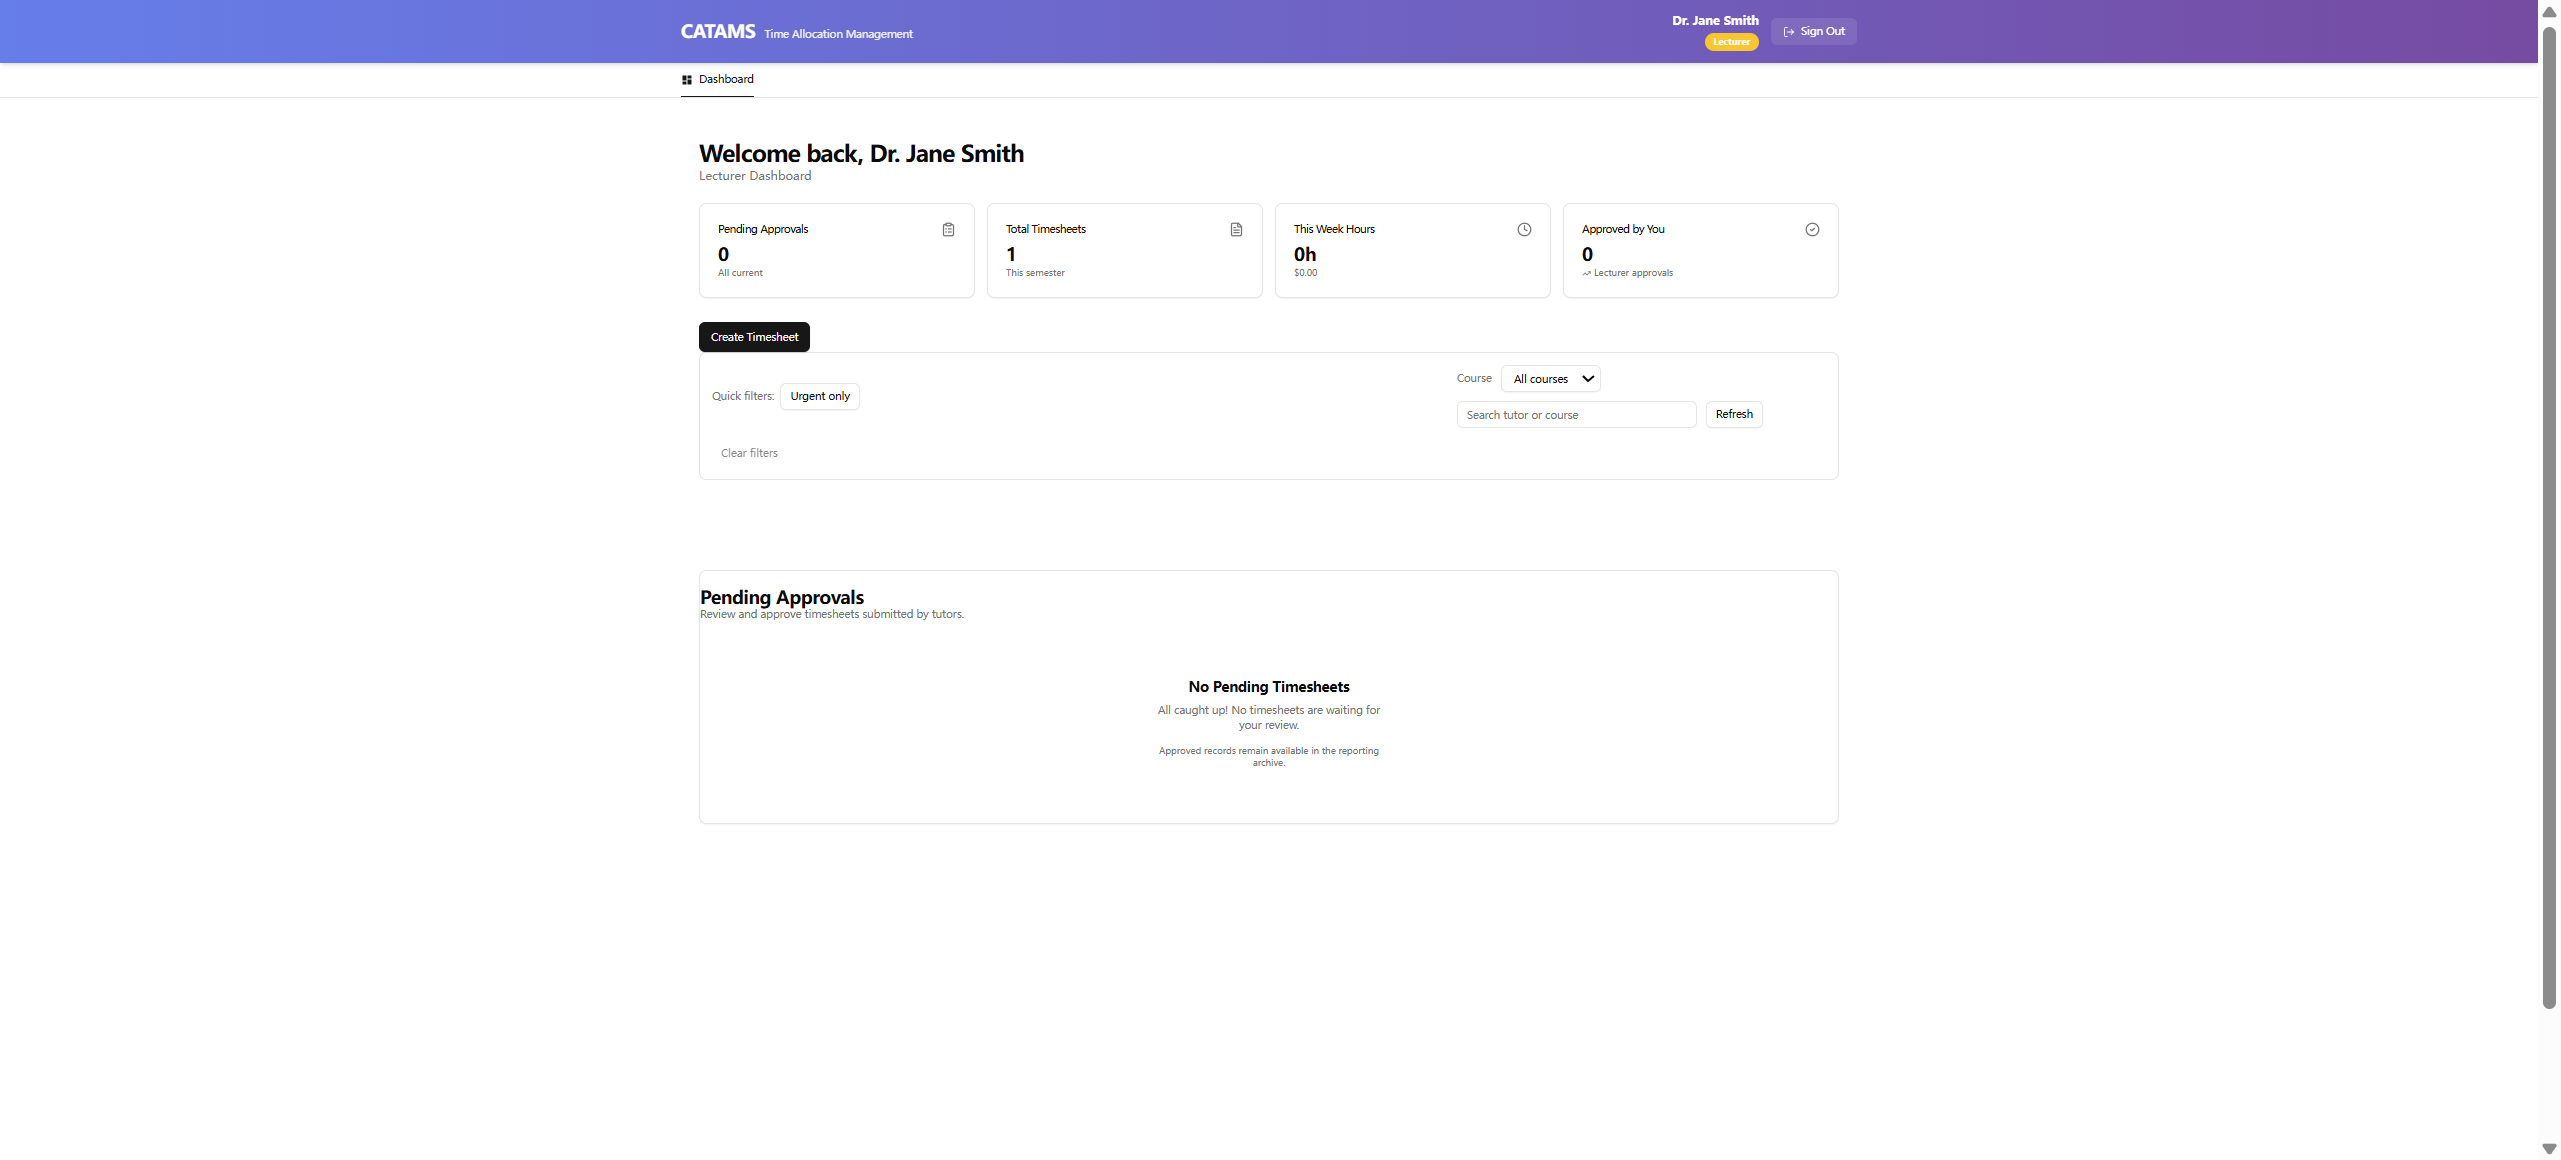 CATAMS Time Allocation Management
Dr. Jane Smith
Lecturer
Sign Out
Dashboard
Welcome back, Dr. Jane Smith
Lecturer Dashboard
Pending Approvals
0
All current
Total Timesheets
1
This semester
This Week Hours
0h
$0.00
Approved by You
0
Lecturer approvals
Create Timesheet
Quick filters: Urgent only
Course All courses
Search tutor or course Refresh
Clear filters
Pending Approvals
Review and approve timesheets submitted by tutors.
No Pending Timesheets
All caught up! No timesheets are waiting for
your review.
Approved records remain available in the reporting
archive.